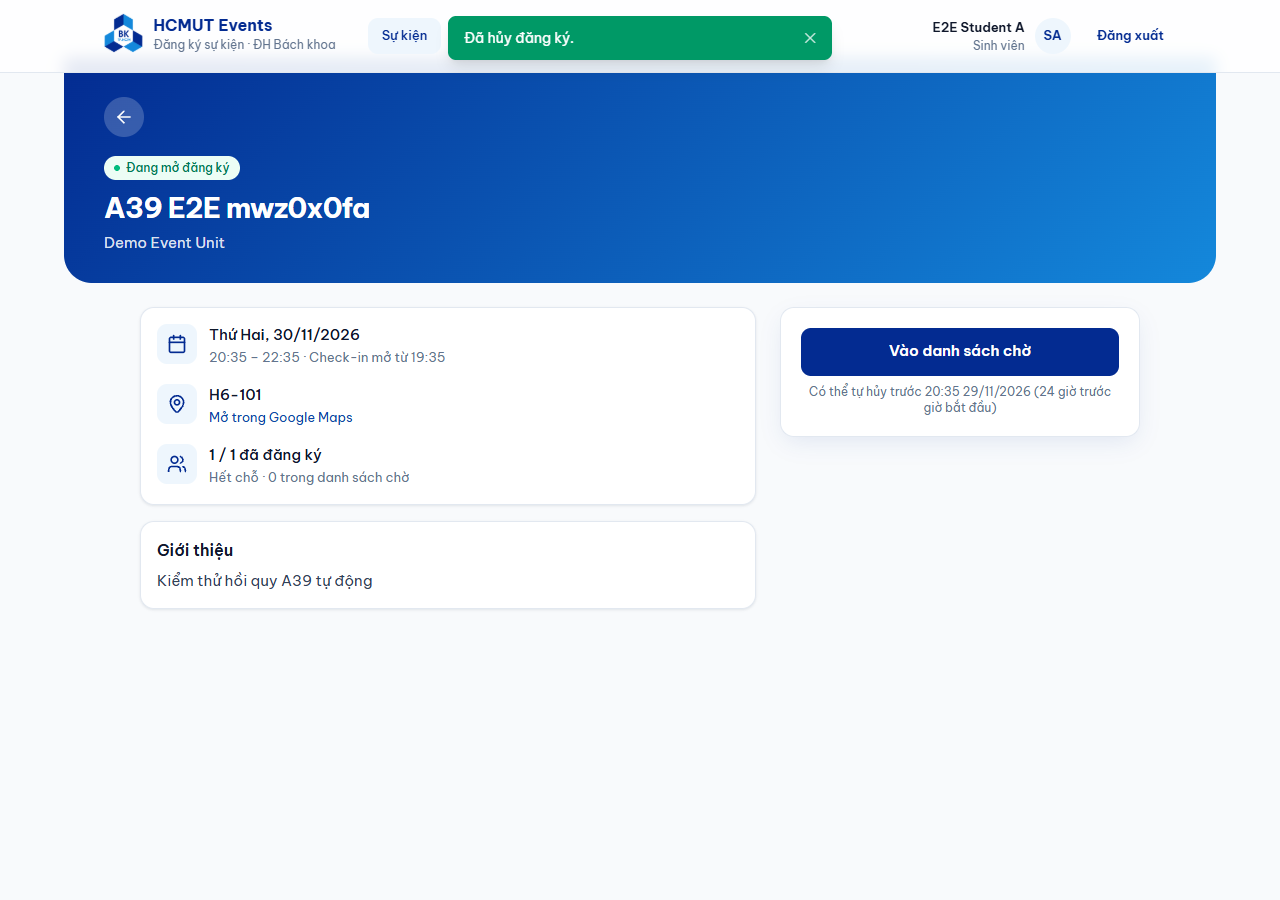 BK
HCMUT Events
Đăng ký sự kiện · ĐH Bách khoa
Sự kiện
Đã hủy đăng ký.
E2E Student A
Sinh viên
SA
Đăng xuất
Đang mở đăng ký
A39 E2E mwz0x0fa
Demo Event Unit
Thứ Hai, 30/11/2026
20:35 – 22:35 · Check-in mở từ 19:35
H6-101
Mở trong Google Maps
1 / 1 đã đăng ký
Hết chỗ · 0 trong danh sách chờ
Giới thiệu
Kiểm thử hồi quy A39 tự động
Vào danh sách chờ
Có thể tự hủy trước 20:35 29/11/2026 (24 giờ trước
giờ bắt đầu)